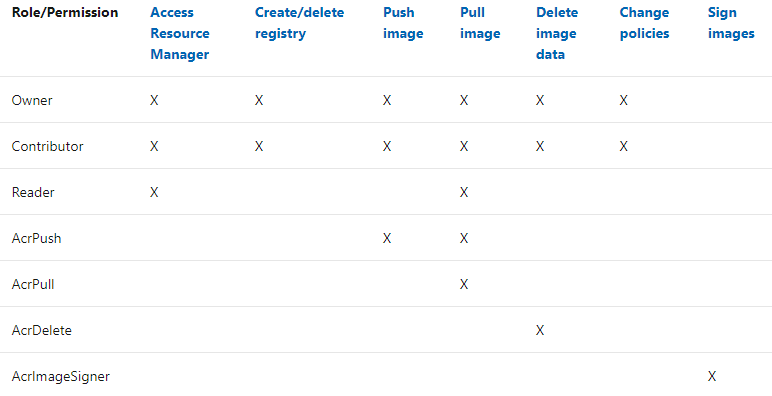 Role/Permission Access Resource Manager Create/delete registry Push image Pull image Delete image data Change policies Sign images
Owner X X X X X X
Contributor X X X X X X
Reader X X
AcrPush X X
AcrPull X
AcrDelete X
AcrImageSigner X